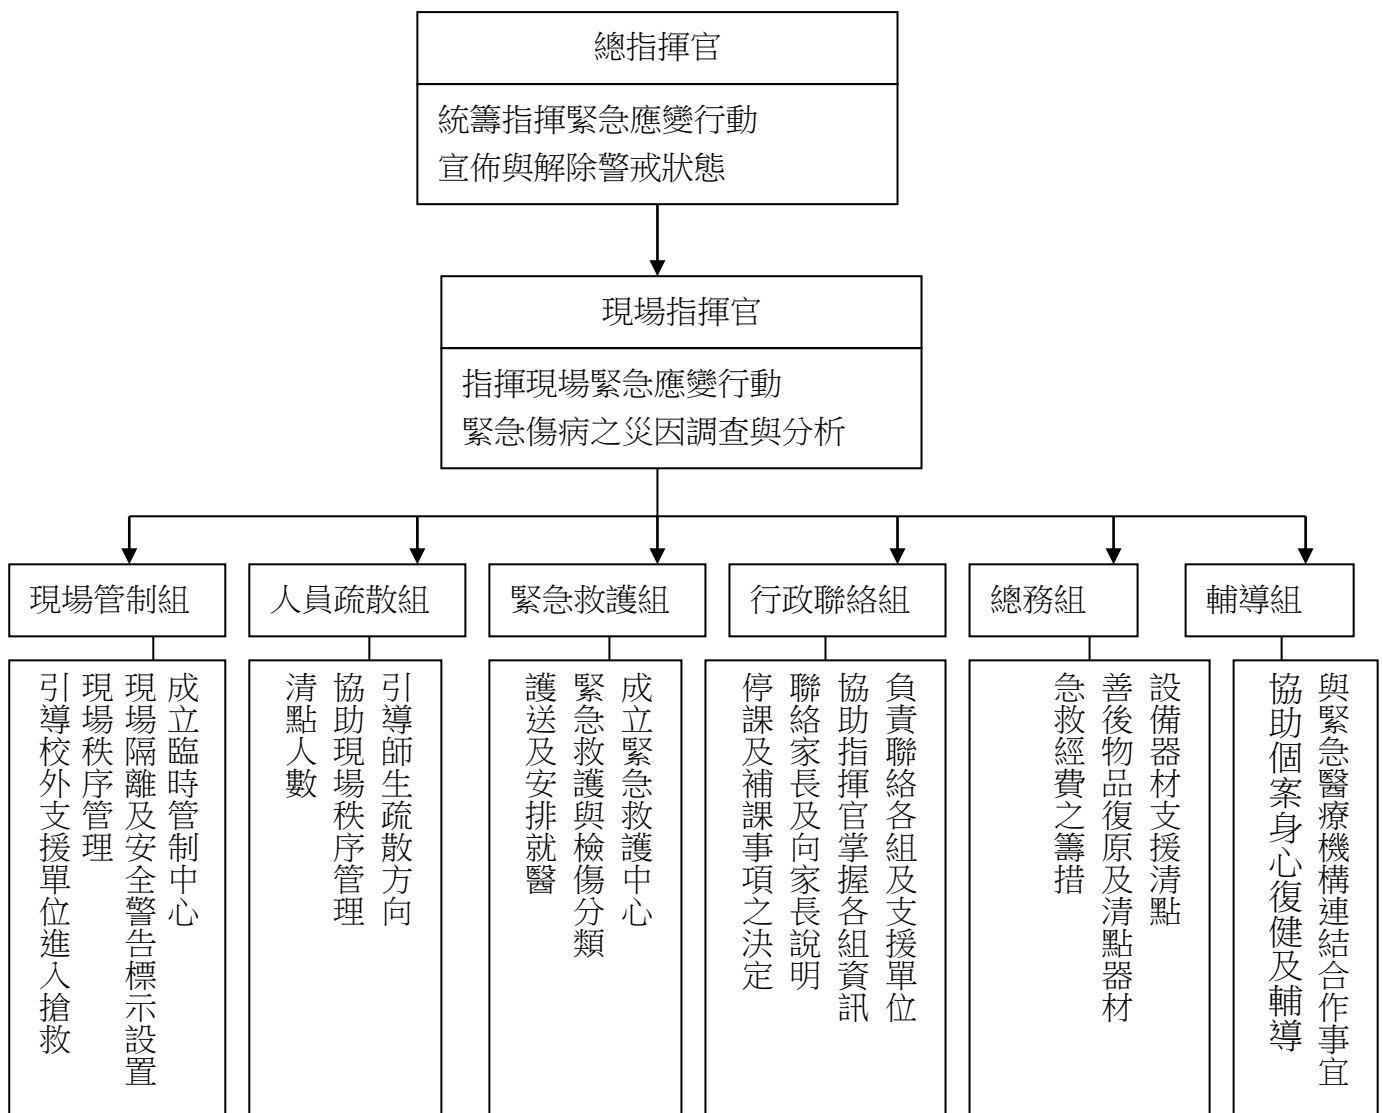 總指揮官
統籌指揮緊急應變行動
宣佈與解除警戒狀態
現場指揮官
指揮現場緊急應變行動
緊急傷病之災因調查與分析
現場管制組
人員疏散組
緊急救護組
行政聯絡組
總務組
輔導組
成立臨時管制中心
現場隔離及安全警告標示設置
現場秩序管理
引導校外支援單位進入搶救
引導師生疏散方向
協助現場秩序管理
清點人數
成立緊急救護中心
緊急救護與檢傷分類
護送及安排就醫
負責聯絡各組及支援單位
協助指揮官掌握各組資訊
聯絡家長及向家長說明
停課及補課事項之決定
設備器材支援清點
善後物品復原及清點器材
急救經費之籌措
與緊急醫療機構連結合作事宜
協助個案身心復健及輔導